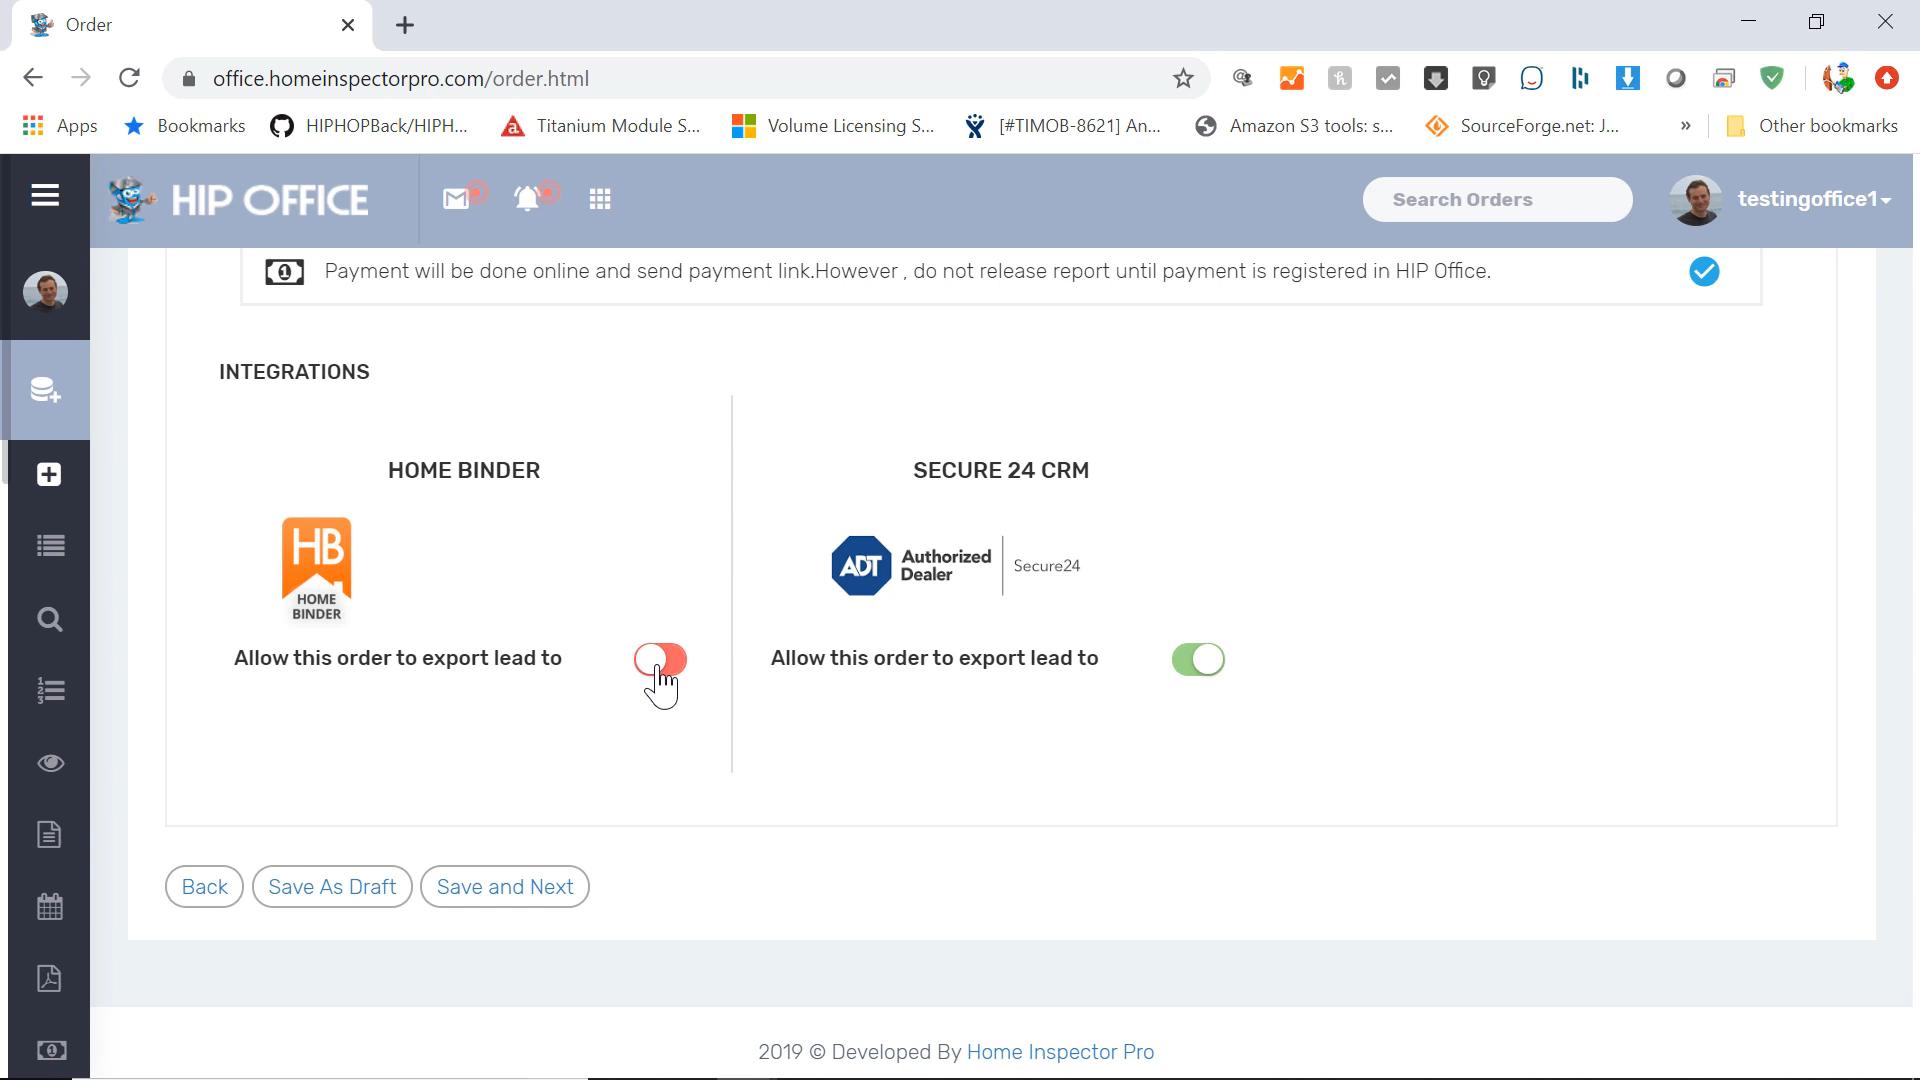 Order
office.homeinspectorpro.com/order.html
Apps
Bookmarks
HIPHOPBack/HIPH...
Titanium Module S...
Volume Licensing S...
[#TIMOB-8621] An...
Amazon S3 tools: s...
SourceForge.net: J...
»
Other bookmarks
HIP OFFICE
Search Orders
testingoffice1
Payment will be done online and send payment link.However , do not release report until payment is registered in HIP Office.
INTEGRATIONS
HOME BINDER
HB
HOME
BINDER
Allow this order to export lead to
SECURE 24 CRM
ADT
Authorized
Dealer
Secure24
Allow this order to export lead to
Back
Save As Draft
Save and Next
2019 © Developed By Home Inspector Pro